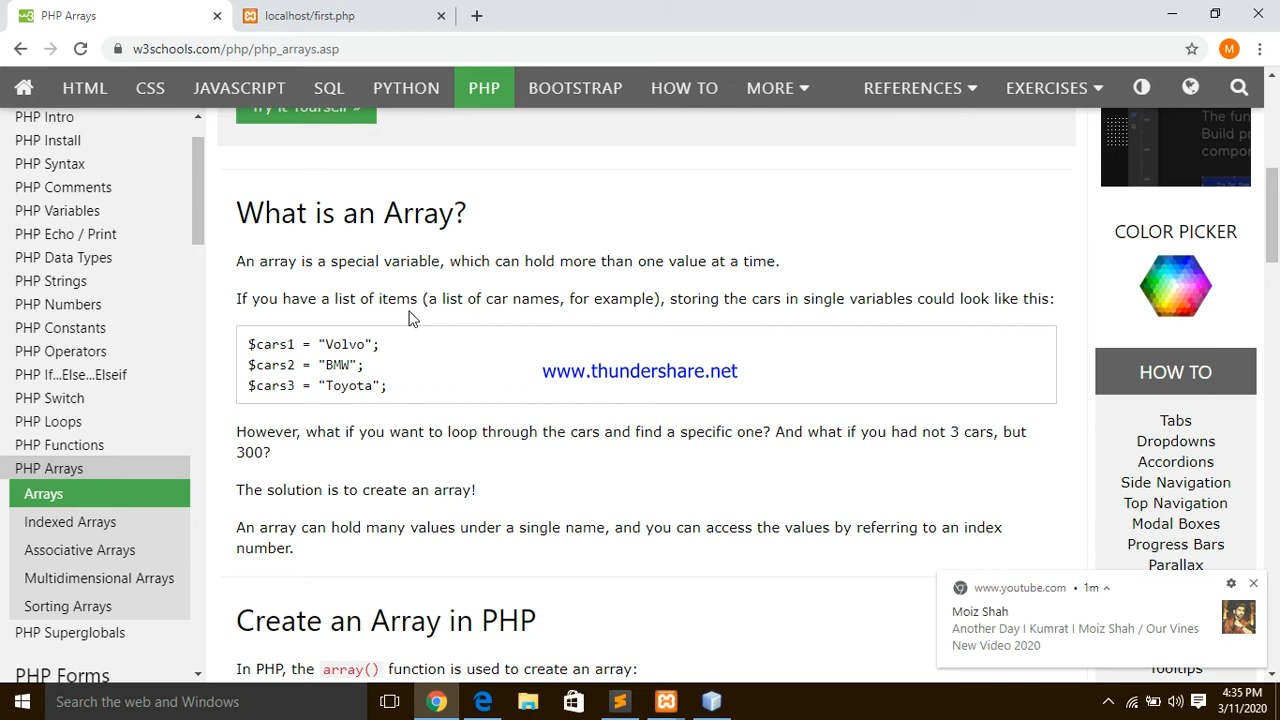 PHP Arrays
localhost/first.php
w3schools.com/php/php_arrays.asp
M
HTML CSS JAVASCRIPT SQL PYTHON PHP BOOTSTRAP HOW TO MORE REFERENCES EXERCISES
PHP Intro
PHP Install
PHP Syntax
PHP Comments
PHP Variables
PHP Echo / Print
PHP Data Types
PHP Strings
PHP Numbers
PHP Constants
PHP Operators
PHP If...Else...Elseif
PHP Switch
PHP Loops
PHP Functions
PHP Arrays
Arrays
Indexed Arrays
Associative Arrays
Multidimensional Arrays
Sorting Arrays
PHP Superglobals
PHP Forms
Try it Yourself »
What is an Array?
An array is a special variable, which can hold more than one value at a time.
If you have a list of items (a list of car names, for example), storing the cars in single variables could look like this:
$cars1 = "Volvo";
$cars2 = "BMW";
$cars3 = "Toyota";
www.thundershare.net
However, what if you want to loop through the cars and find a specific one? And what if you had not 3 cars, but
300?
The solution is to create an array!
An array can hold many values under a single name, and you can access the values by referring to an index
number.
Create an Array in PHP
In PHP, the array() function is used to create an array:
The fun
Build pr
compor
COLOR PICKER
HOW TO
Tabs
Dropdowns
Accordions
Side Navigation
Top Navigation
Modal Boxes
Progress Bars
Parallax
Tooltips
www.youtube.com • 1m
Moiz Shah
Another Day I Kumrat I Moiz Shah / Our Vines
New Video 2020
Search the web and Windows
4:35 PM
3/11/2020